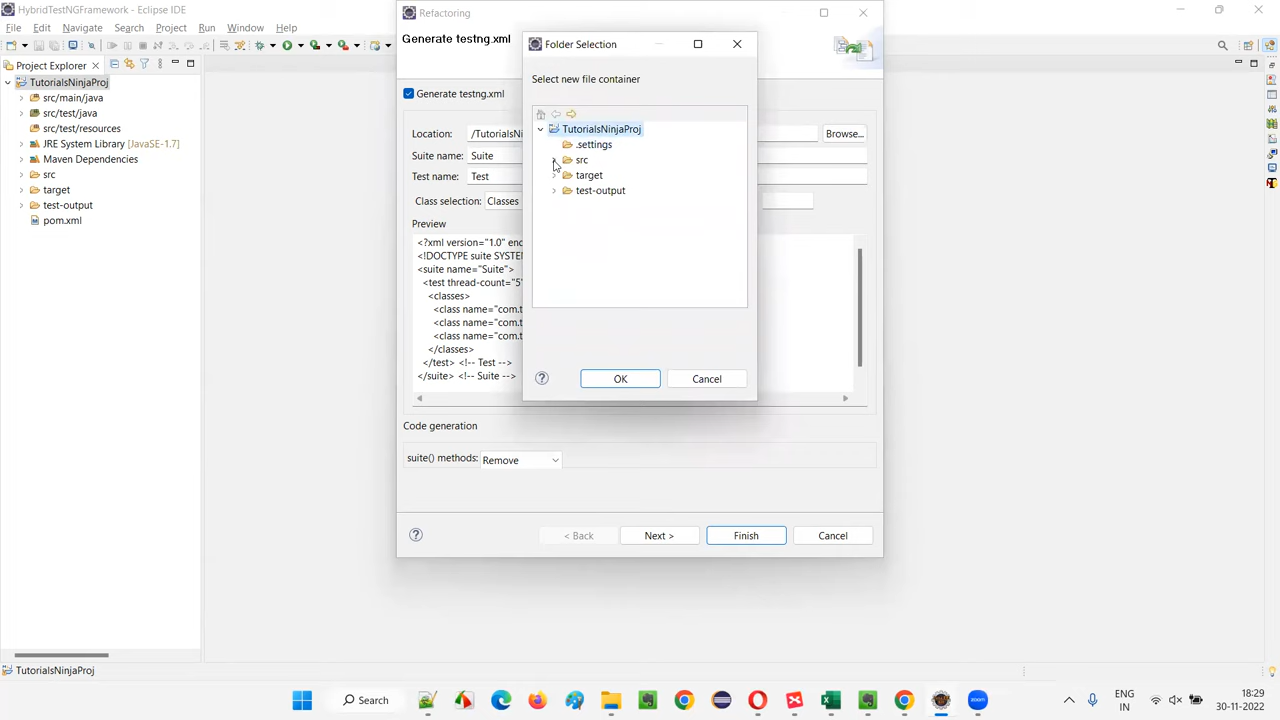 HybridTestNGFramework - Eclipse IDE
File Edit Navigate Search Project Run Window Help
Project Explorer
TutorialsNinjaProj
src/main/java
src/test/java
src/test/resources
JRE System Library [JavaSE-1.7]
Maven Dependencies
src
target
test-output
pom.xml
Refactoring
Generate testng.xml
Generate testng.xml
Location: /TutorialsNi Browse...
Suite name: Suite
Test name: Test
Class selection: Classes
Preview
<?xml version="1.0" enc
<!DOCTYPE suite SYSTEM
<suite name="Suite">
<test thread-count="5"
<classes>
<class name="com.t
<class name="com.t
<class name="com.t
</classes>
</test> <!-- Test -->
</suite> <!-- Suite -->
Code generation
suite() methods: Remove
< Back Next > Finish Cancel
Folder Selection
Select new file container
TutorialsNinjaProj
.settings
src
target
test-output
OK Cancel
TutorialsNinjaProj
Search
ENG
IN
18:29
30-11-2022